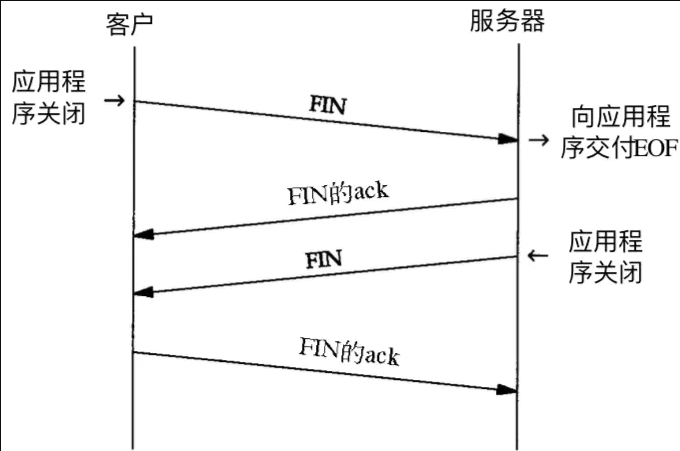 客户
服务器
应用程
序关闭
→
FIN
→
向应用程
序交付EOF
FIN的ack
FIN
←
应用程
序关闭
FIN的ack